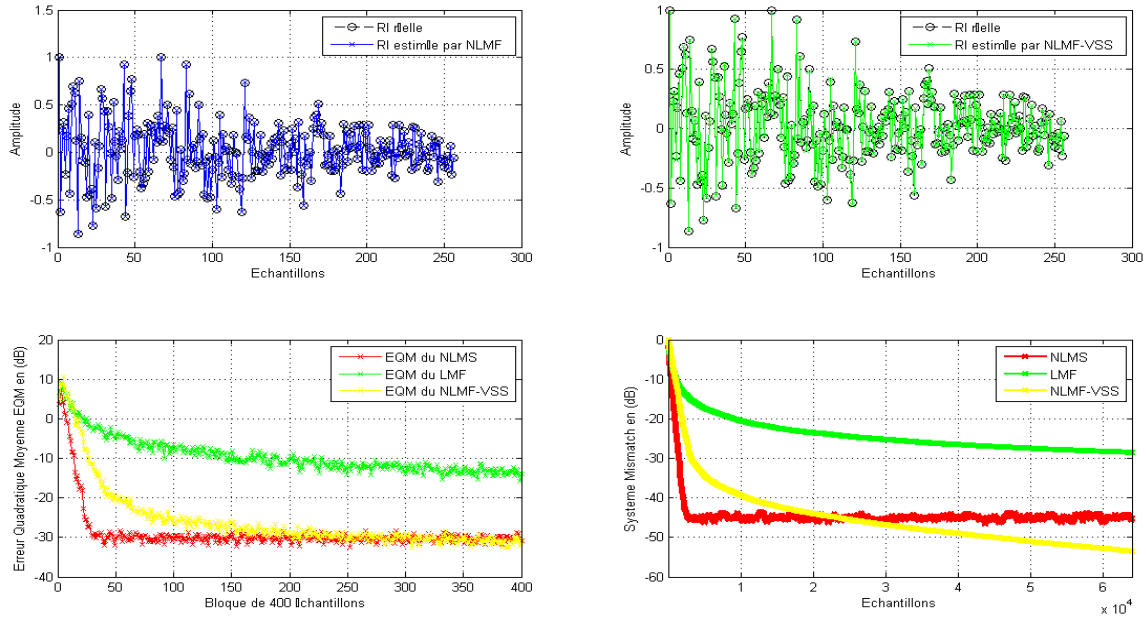 1.5
1
0.5
0
-0.5
-1
0 50 100 150 200 250 300
Amplitude
Echantillons
RI rÏelle
RI estimÏe par NLMF
1
0.5
0
-0.5
-1
0 50 100 150 200 250 300
Amplitude
Echantillons
RI rÏelle
RI estimÏe par NLMF-VSS
20
10
0
-10
-20
-30
-40
0 50 100 150 200 250 300 350 400
Erreur Quadratique Moyenne EQM en (dB)
Bloque de 400 Ïchantillons
EQM du NLMS
EQM du LMF
EQM du NLMF-VSS
0
-10
-20
-30
-40
-50
-60
1 2 3 4 5 6
x 10^4
Systeme Mismatch en (dB)
Echantillons
NLMS
LMF
NLMF-VSS